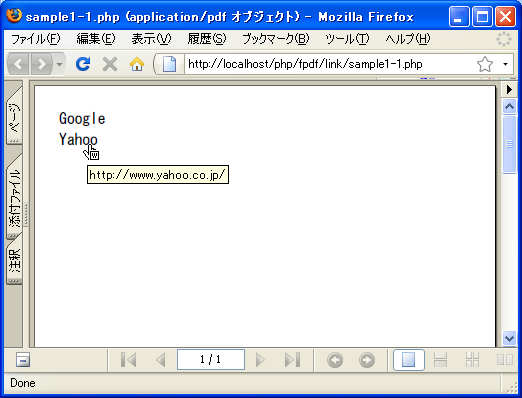 sample1-1.php (application/pdf オブジェクト) - Mozilla Firefox
ファイル(F) 編集(E) 表示(V) 履歴(S) ブックマーク(B) ツール(T) ヘルプ(H)
http://localhost/php/fpdf/link/sample1-1.php
ページ
添付ファイル
注釈
Google
Yahoo
http://www.yahoo.co.jp/
1 / 1
Done